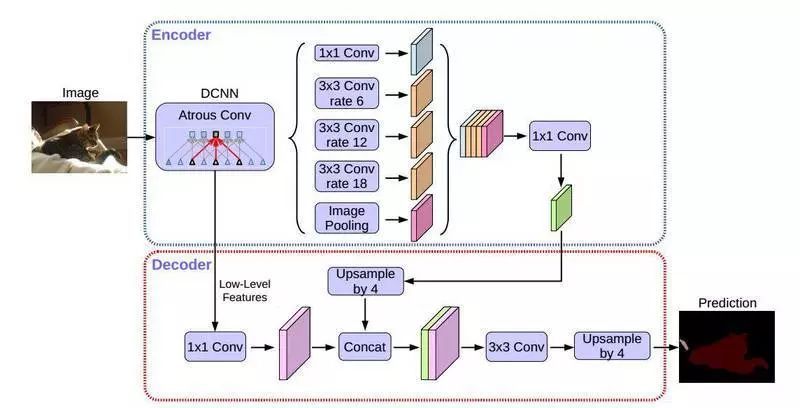 Encoder
Image
DCNN
Atrous Conv
1x1 Conv
3x3 Conv
rate 6
3x3 Conv
rate 12
3x3 Conv
rate 18
Image
Pooling
1x1 Conv
Decoder
Low-Level
Features
Upsample
by 4
1x1 Conv
Concat
3x3 Conv
Upsample
by 4
Prediction